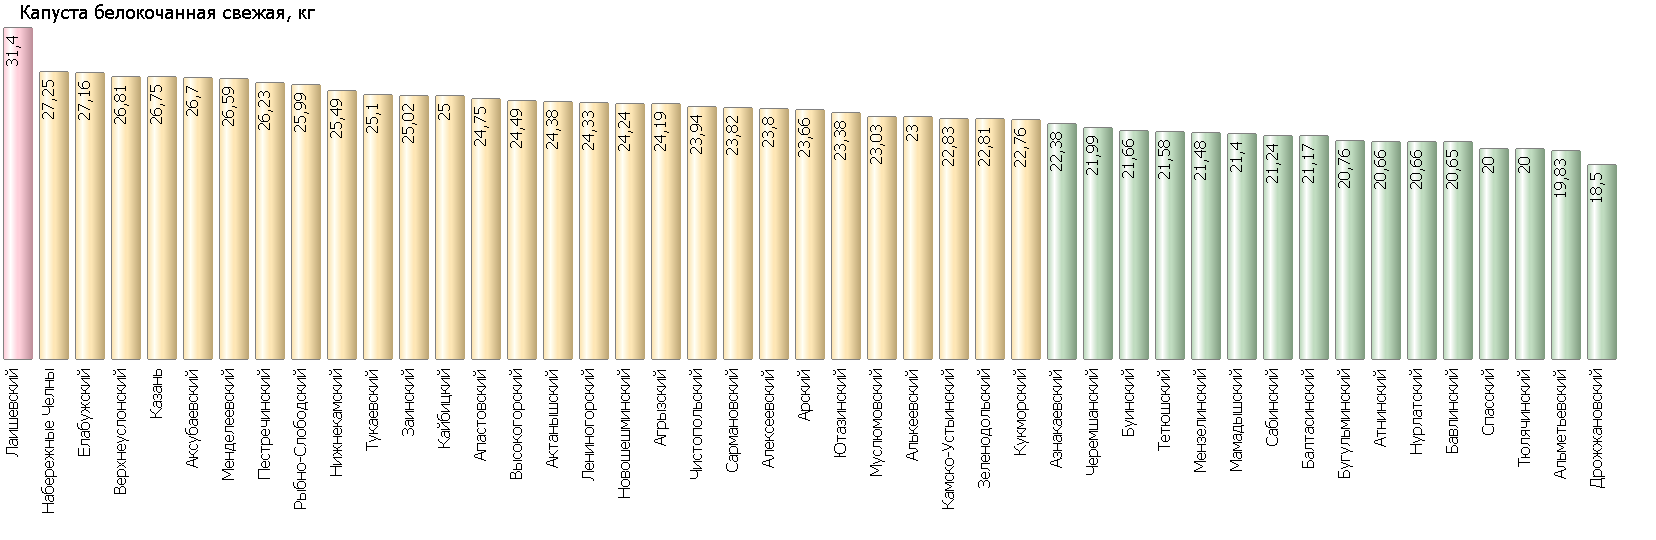 Капуста белокочанная свежая, кг
31,4
27,25
27,16
26,81
26,75
26,7
26,59
26,23
25,99
25,49
25,1
25,02
25
24,75
24,49
24,38
24,33
24,24
24,19
23,94
23,82
23,8
23,66
23,38
23,03
23
22,83
22,81
22,76
22,38
21,99
21,66
21,58
21,48
21,4
21,24
21,17
20,76
20,66
20,66
20,65
20
20
19,83
18,5
Лаишевский
Набережные Челны
Елабужский
Верхнеуслонский
Казань
Аксубаевский
Менделеевский
Пестречинский
Рыбно-Слободский
Нижнекамский
Тукаевский
Заинский
Кайбицкий
Апастовский
Высокогорский
Актанышский
Лениногорский
Новошешминский
Агрызский
Чистопольский
Сармановский
Алексеевский
Арский
Ютазинский
Муслюмовский
Алькеевский
Камско-Устьинский
Зеленодольский
Кукморский
Азнакаевский
Черемшанский
Буинский
Тетюшский
Мензелинский
Мамадышский
Сабинский
Балтасинский
Бугульминский
Атнинский
Нурлатский
Бавлинский
Спасский
Тюлячинский
Альметьевский
Дрожжановский